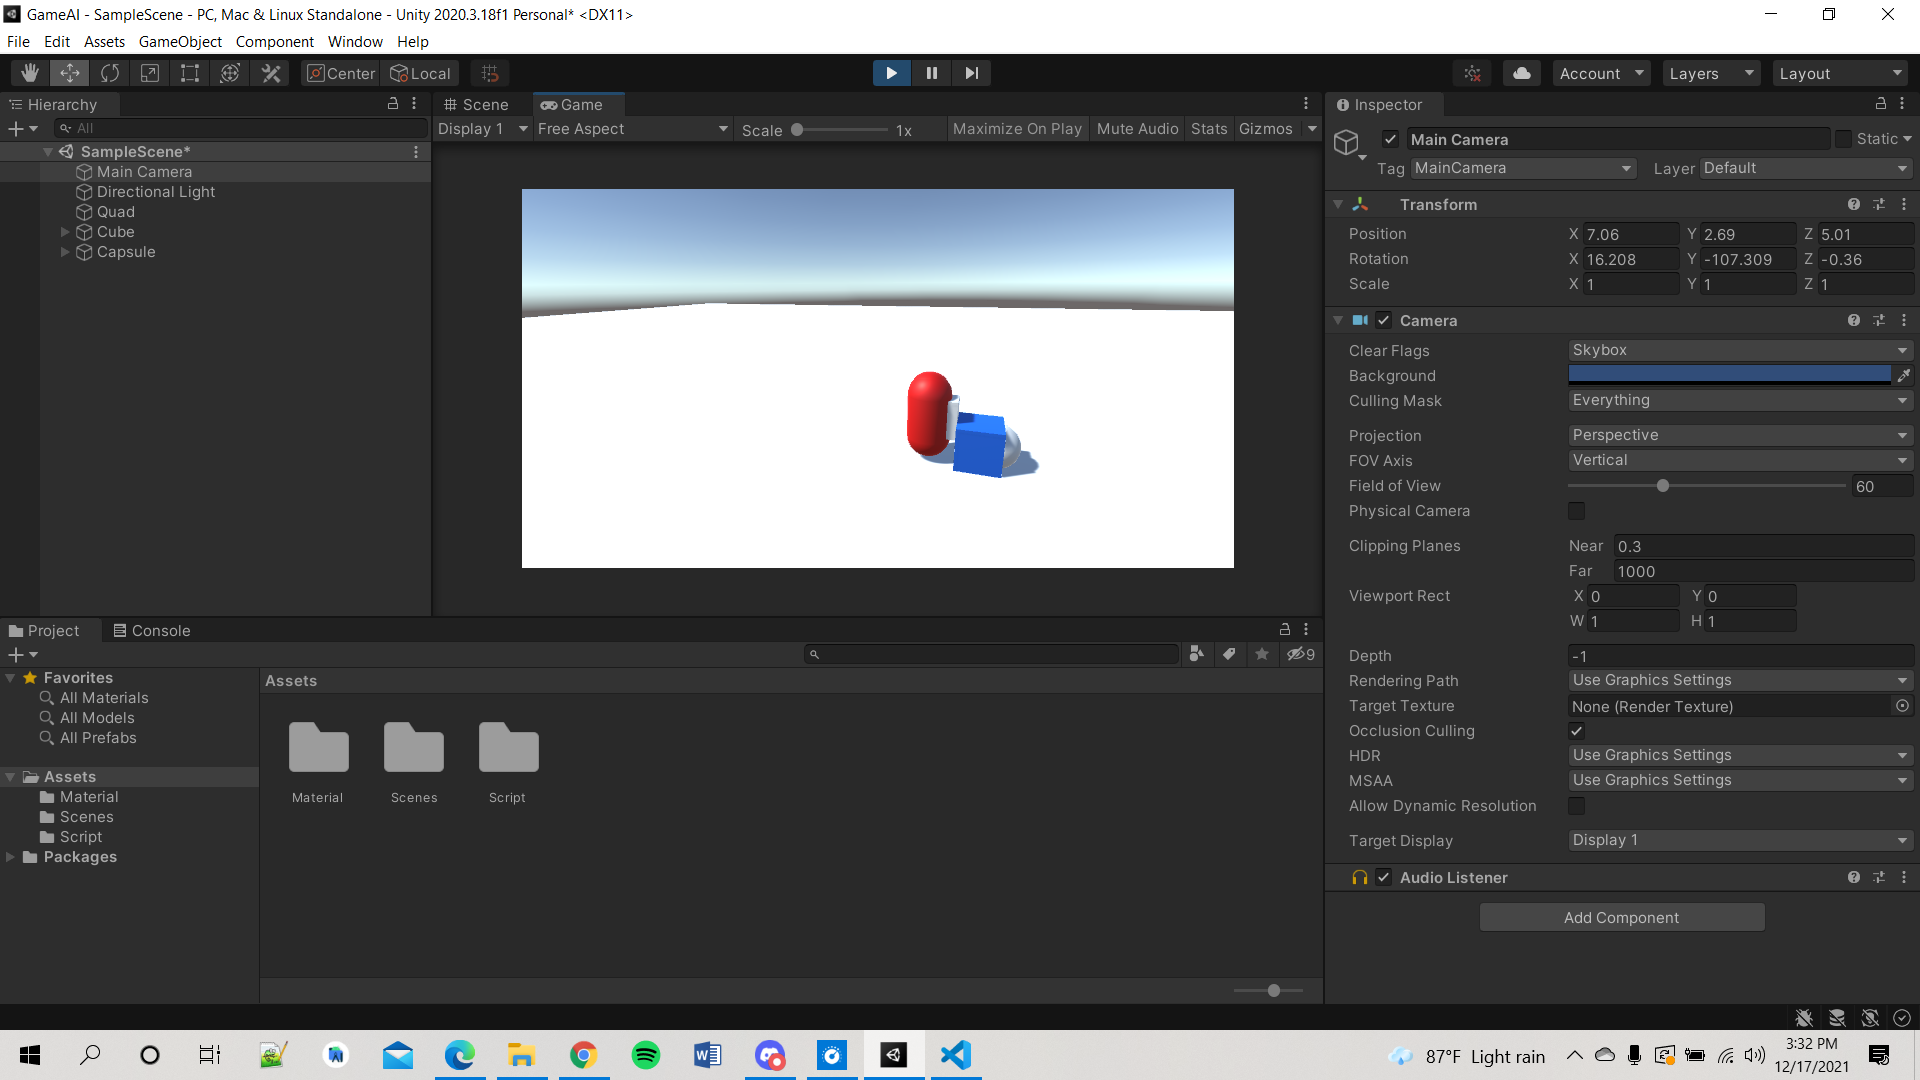 GameAI - SampleScene - PC, Mac & Linux Standalone - Unity 2020.3.18f1 Personal* <DX11>
File Edit Assets GameObject Component Window Help
Center Local Account Layers Layout
Hierarchy
All
SampleScene*
Main Camera
Directional Light
Quad
Cube
Capsule
Scene Game
Display 1 Free Aspect Scale 1x Maximize On Play Mute Audio Stats Gizmos
Project Console
9
Favorites
All Materials
All Models
All Prefabs
Assets
Material
Scenes
Script
Packages
Assets
Material Scenes Script
Inspector
Main Camera Static
Tag MainCamera Layer Default
Transform
Position X 7.06 Y 2.69 Z 5.01
Rotation X 16.208 Y -107.309 Z -0.36
Scale X 1 Y 1 Z 1
Camera
Clear Flags Skybox
Background
Culling Mask Everything
Projection Perspective
FOV Axis Vertical
Field of View 60
Physical Camera
Clipping Planes Near 0.3
Far 1000
Viewport Rect X 0 Y 0
W 1 H 1
Depth -1
Rendering Path Use Graphics Settings
Target Texture None (Render Texture)
Occlusion Culling
HDR Use Graphics Settings
MSAA Use Graphics Settings
Allow Dynamic Resolution
Target Display Display 1
Audio Listener
Add Component
87°F Light rain
3:32 PM
12/17/2021